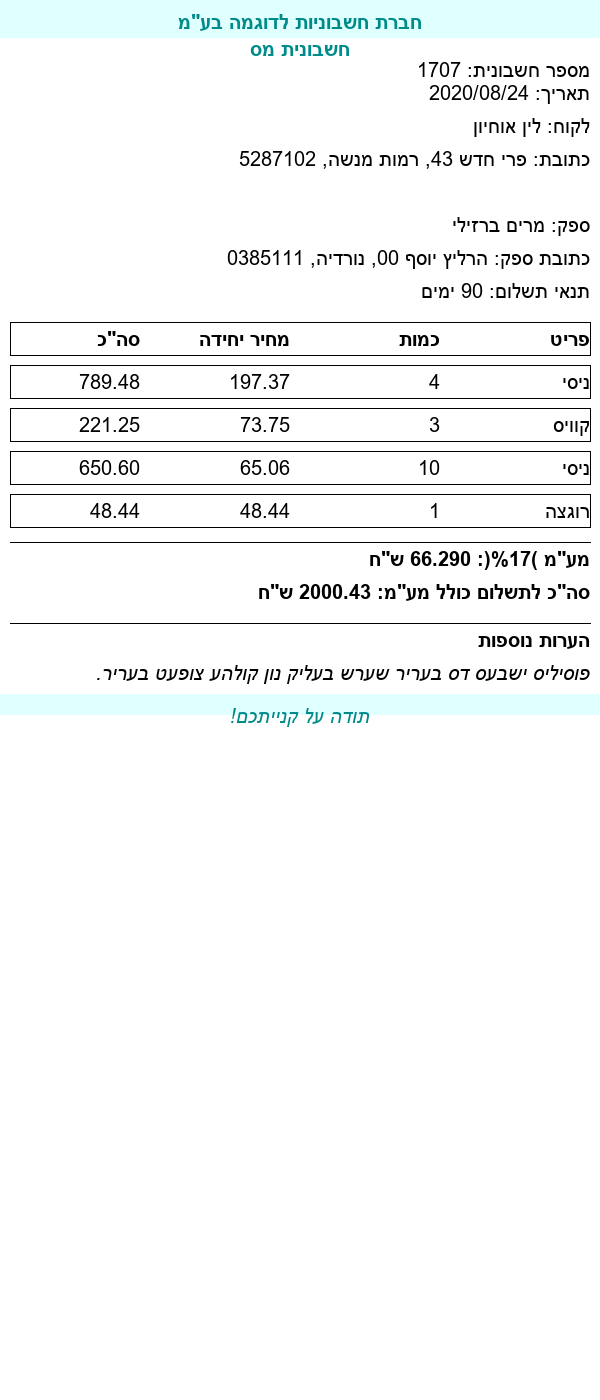 חברת חשבוניות לדוגמה בע"מ
חשבונית מס
מספר חשבונית: 1707
תאריך: 2020/08/24
לקוח: לין אוחיון
כתובת: פרי חדש 43, רמות מנשה, 5287102
ספק: מרים ברזילי
כתובת ספק: הרליץ יוסף 00, נורדיה, 0385111
תנאי תשלום: 90 ימים
פריט כמות מחיר יחידה סה"כ
ניסי 4 197.37 789.48
קוויס 3 73.75 221.25
ניסי 10 65.06 650.60
רוגצה 1 48.44 48.44
מע"מ )17%(: 66.290 ש"ח
סה"כ לתשלום כולל מע"מ: 2000.43 ש"ח
הערות נוספות
פוסיליס ישבעס דס בעריר שערש בעליק נון קולהע צופעט בעריר.
תודה על קנייתכם!